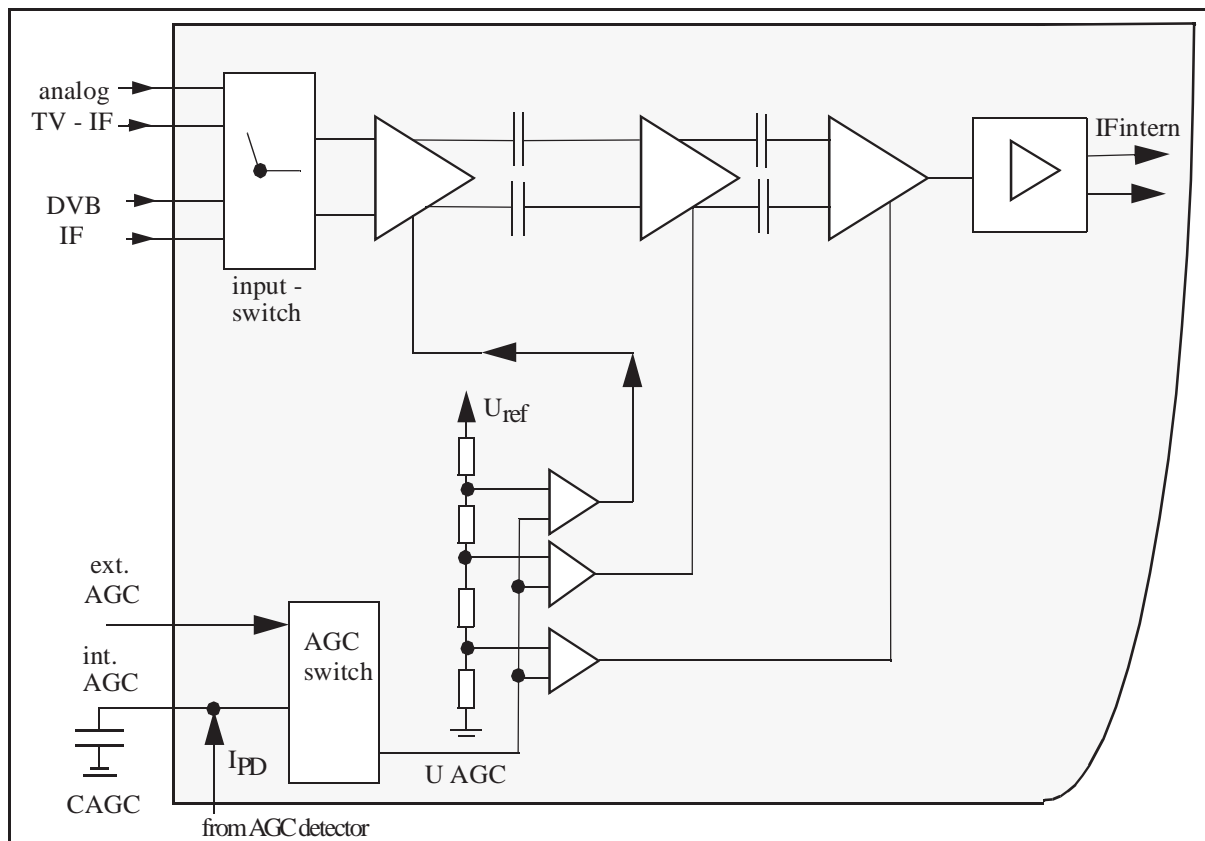 analog
TV - IF
DVB
IF
input -
switch
IFintern
Uref
ext.
AGC
int.
AGC
AGC
switch
IPD
U AGC
CAGC
from AGC detector